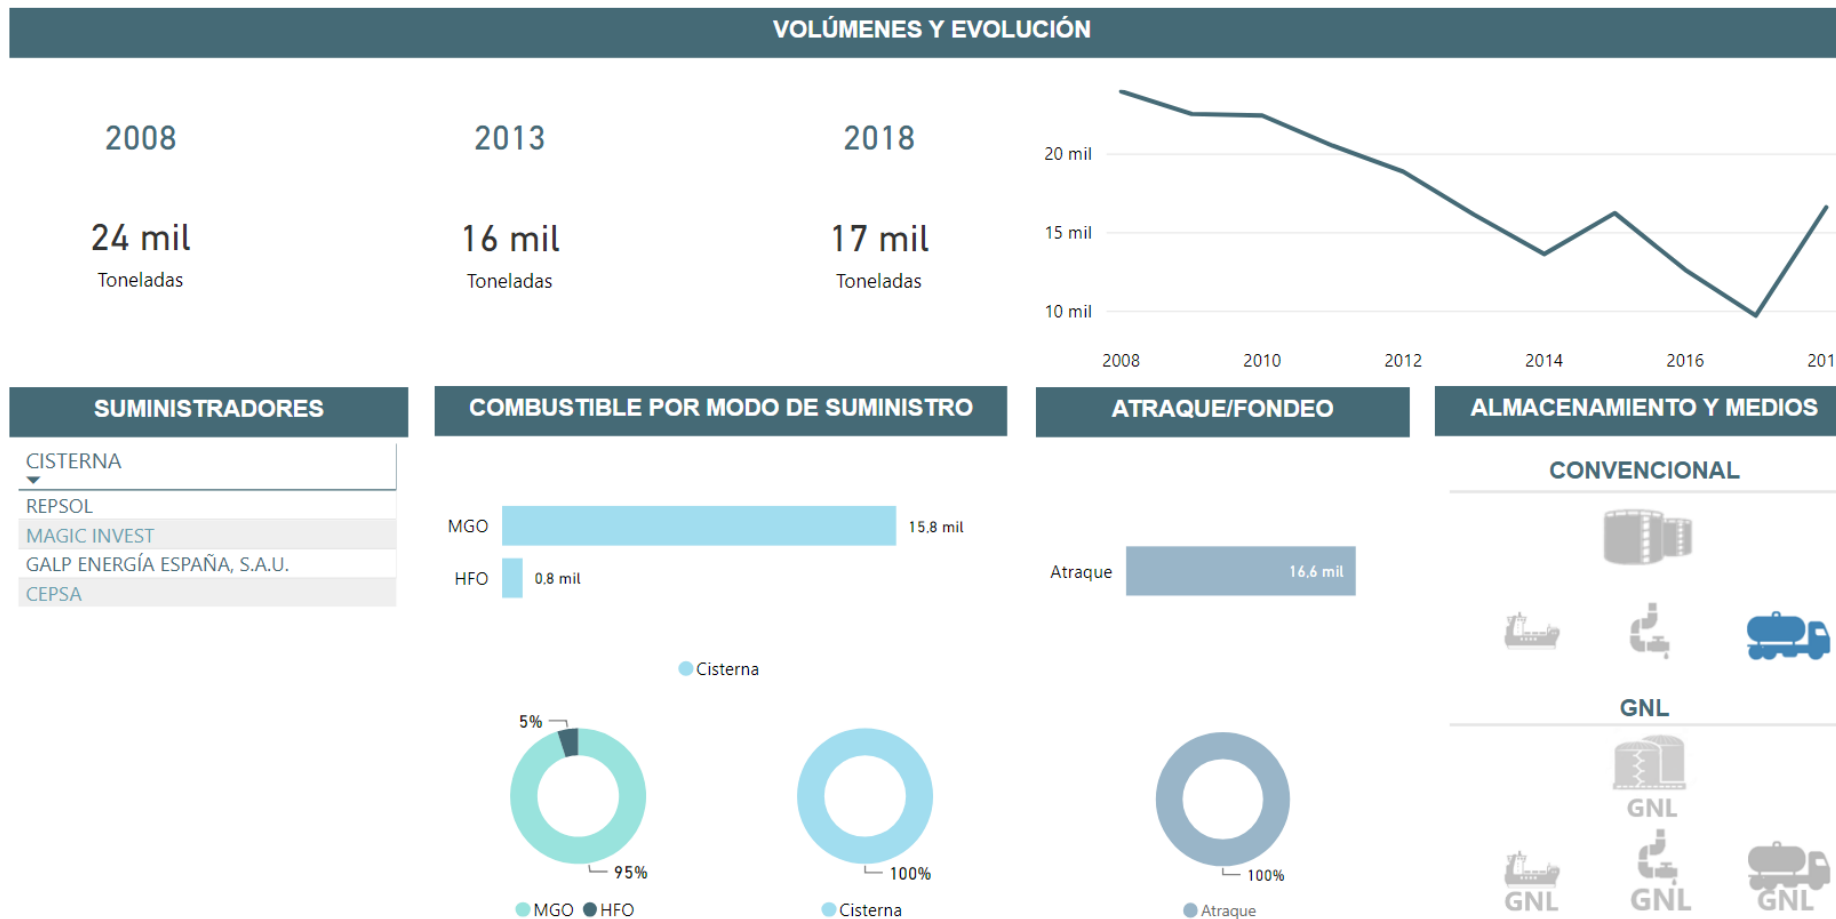 VOLÚMENES Y EVOLUCIÓN
2008
2013
2018
24 mil
Toneladas
16 mil
Toneladas
17 mil
Toneladas
20 mil
15 mil
10 mil
2008
2010
2012
2014
2016
201
SUMINISTRADORES
CISTERNA
REPSOL
MAGIC INVEST
GALP ENERGÍA ESPAÑA, S.A.U.
CEPSA
COMBUSTIBLE POR MODO DE SUMINISTRO
MGO
15,8 mil
HFO
0,8 mil
Cisterna
5%
95%
MGO
HFO
100%
Cisterna
ATRAQUE/FONDEO
Atraque
16,6 mil
100%
Atraque
ALMACENAMIENTO Y MEDIOS
CONVENCIONAL
GNL
GNL
GNL
GNL
GNL